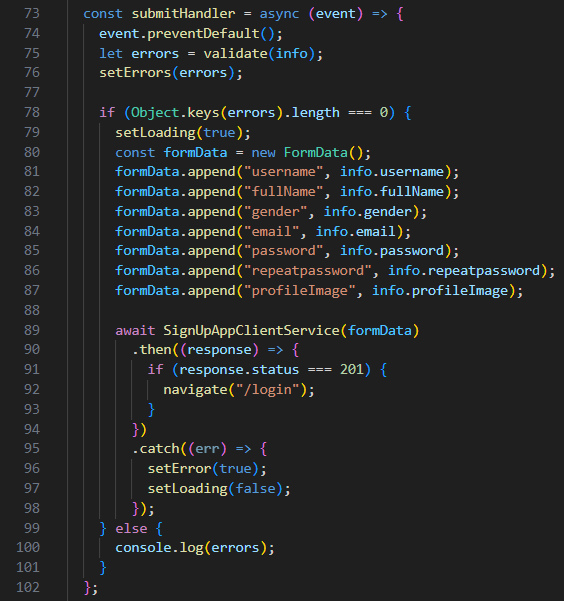 73 const submitHandler = async (event) => {
74 event.preventDefault();
75 let errors = validate(info);
76 setErrors(errors);
77
78 if (Object.keys(errors).length === 0) {
79 setLoading(true);
80 const formData = new FormData();
81 formData.append("username", info.username);
82 formData.append("fullName", info.fullName);
83 formData.append("gender", info.gender);
84 formData.append("email", info.email);
85 formData.append("password", info.password);
86 formData.append("repeatpassword", info.repeatpassword);
87 formData.append("profileImage", info.profileImage);
88
89 await SignUpAppClientService(formData)
90 .then((response) => {
91 if (response.status === 201) {
92 navigate("/login");
93 }
94 })
95 .catch((err) => {
96 setError(true);
97 setLoading(false);
98 });
99 } else {
100 console.log(errors);
101 }
102 };